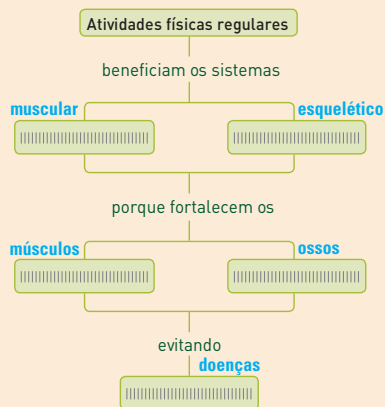 Atividades físicas regulares
beneficiam os sistemas
muscular esquelético
porque fortalecem os
músculos ossos
evitando
doenças